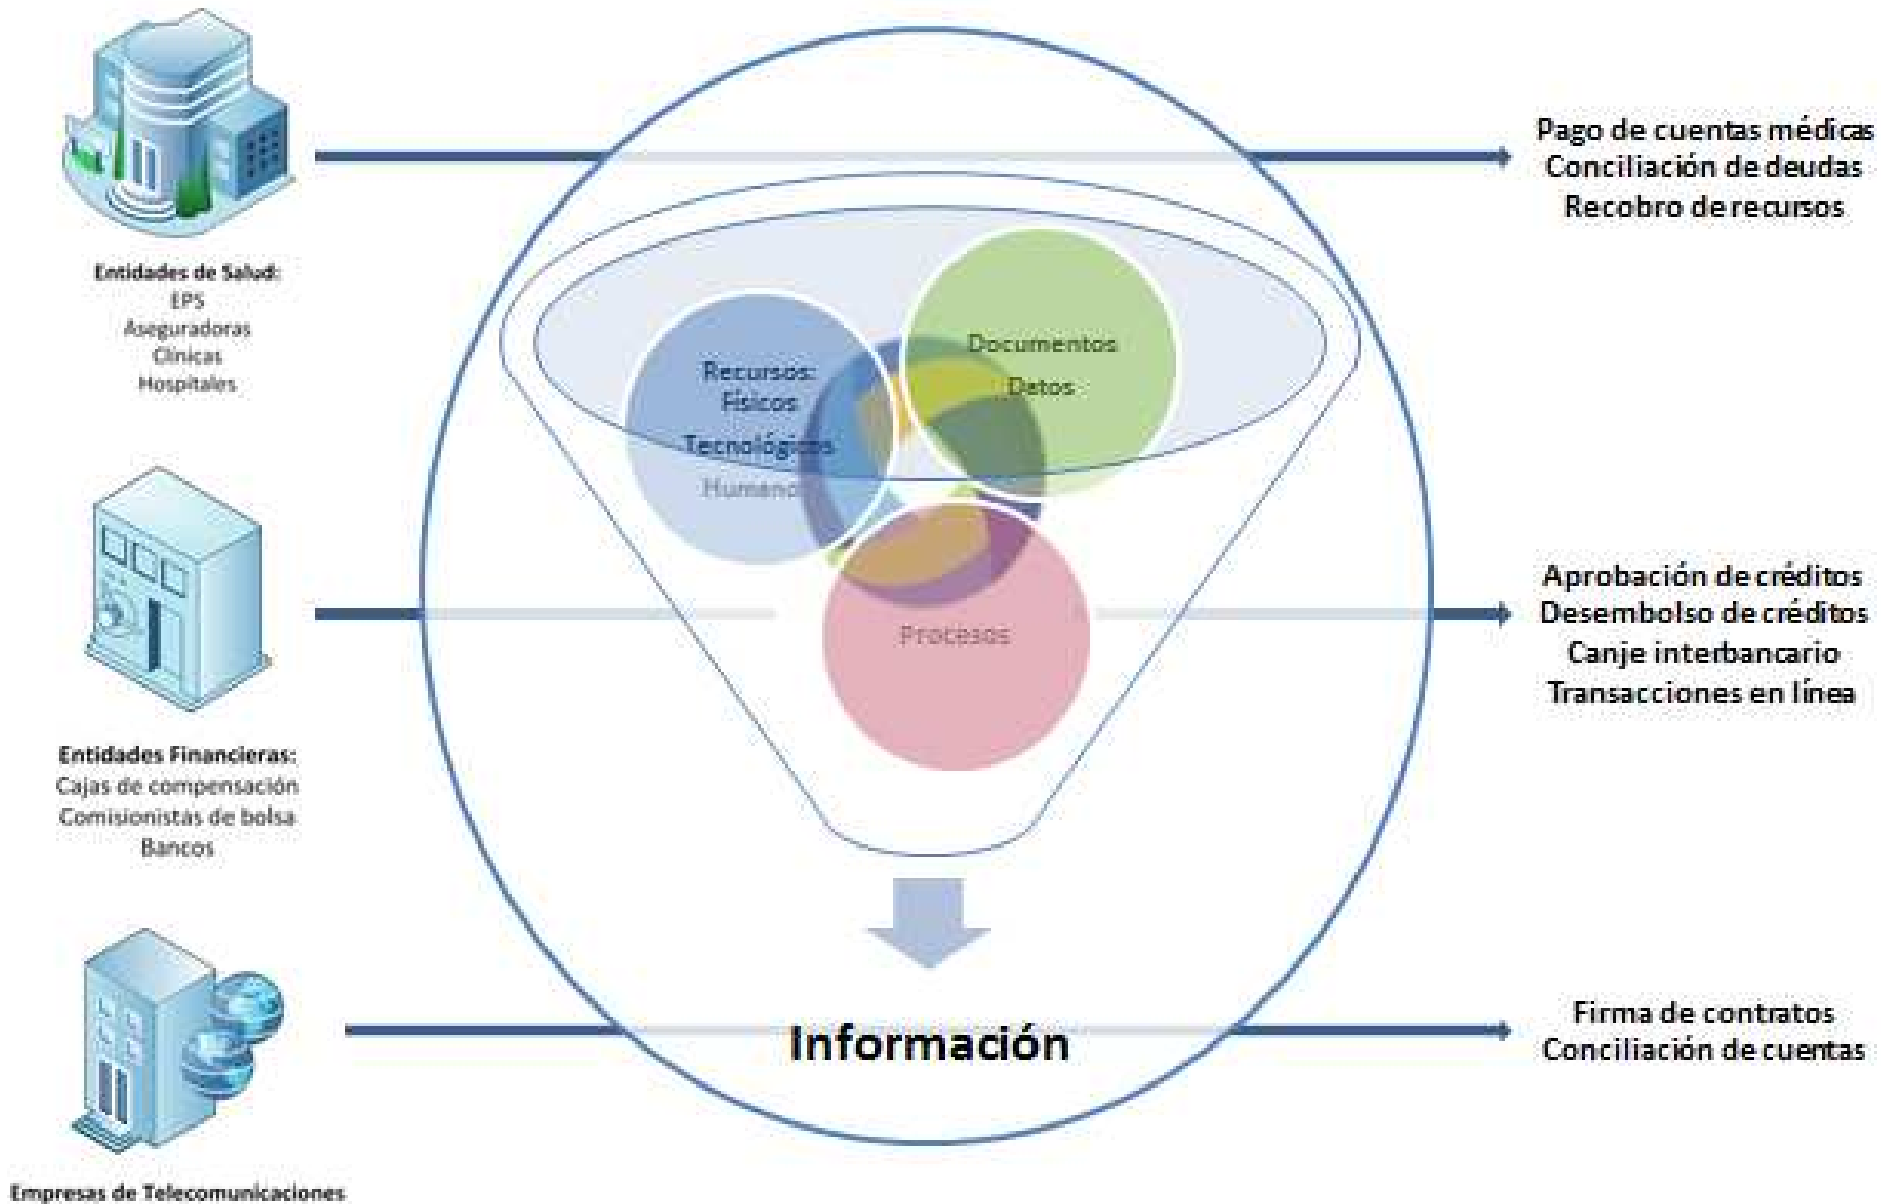 Entidades de Salud:
EPS
Aseguradoras
Clínicas
Hospitales
Entidades Financieras:
Cajas de compensación
Comisionistas de bolsa
Bancos
Empresas de Telecomunicaciones
Recursos:
Físicos
Tecnológicos
Humanos
Documentos
Datos
Procesos
Información
Pago de cuentas médicas
Conciliación de deudas
Recobro de recursos
Aprobación de créditos
Desembolso de créditos
Canje interbancario
Transacciones en línea
Firma de contratos
Conciliación de cuentas